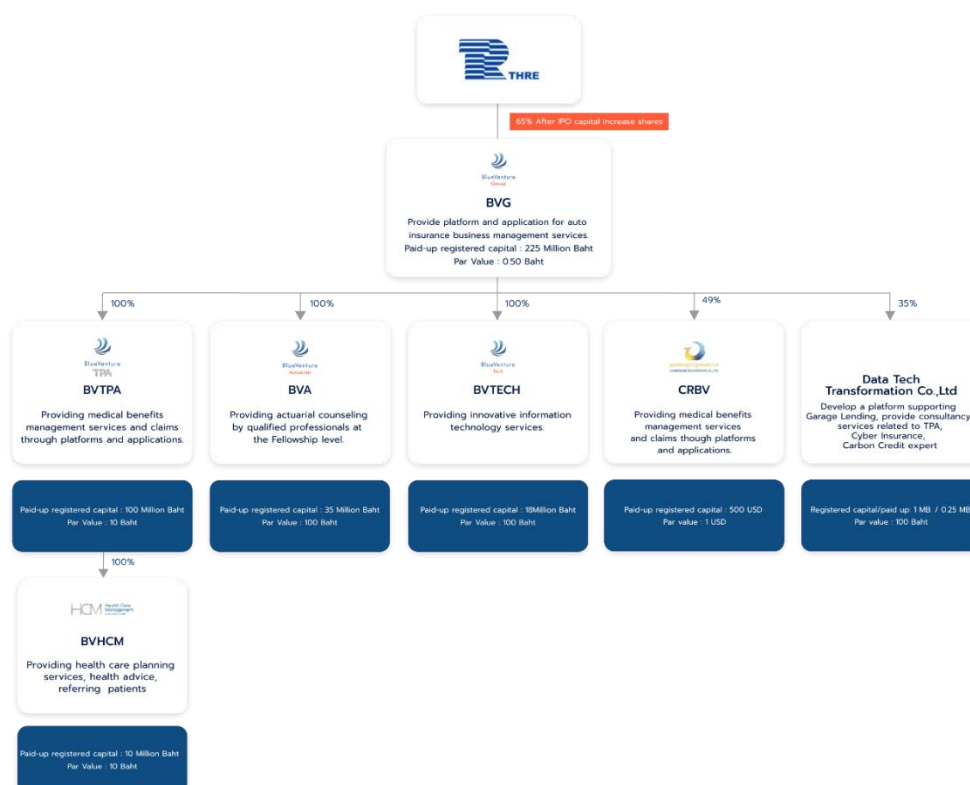 THRE
65% After IPO capital increase shares
BlueVenture
Group
BVG
Provide platform and application for auto
insurance business management services.
Paid-up registered capital : 225 Million Baht
Par Value : 0.50 Baht
100%
100%
100%
49%
35%
BlueVenture
TPA
BVTPA
Providing medical benefits
management services and claims
through platforms and applications.
Paid-up registered capital : 100 Million Baht
Par Value : 10 Baht
BlueVenture
Actuarial
BVA
Providing actuarial counseling
by qualified professionals at
the Fellowship level.
Paid-up registered capital : 35 Million Baht
Par Value : 100 Baht
BlueVenture
Tech
BVTECH
Providing innovative information
technology services.
Paid-up registered capital : 18Million Baht
Par Value : 100 Baht
CRBV
Providing medical benefits
management services
and claims though platforms
and applications.
Paid-up registered capital : 500 USD
Par value : 1 USD
Data Tech
Transformation Co.,Ltd
Develop a platform supporting
Garage Lending, provide consultancy
services related to TPA,
Cyber Insurance,
Carbon Credit expert
Registered capital/paid up: 1 MB. / 0.25 MB
Par value : 100 Baht
100%
HCM Health Care
Management
BVHCM
Providing health care planning
services, health advice,
referring patients
Paid-up registered capital : 10 Million Baht
Par Value : 10 Baht